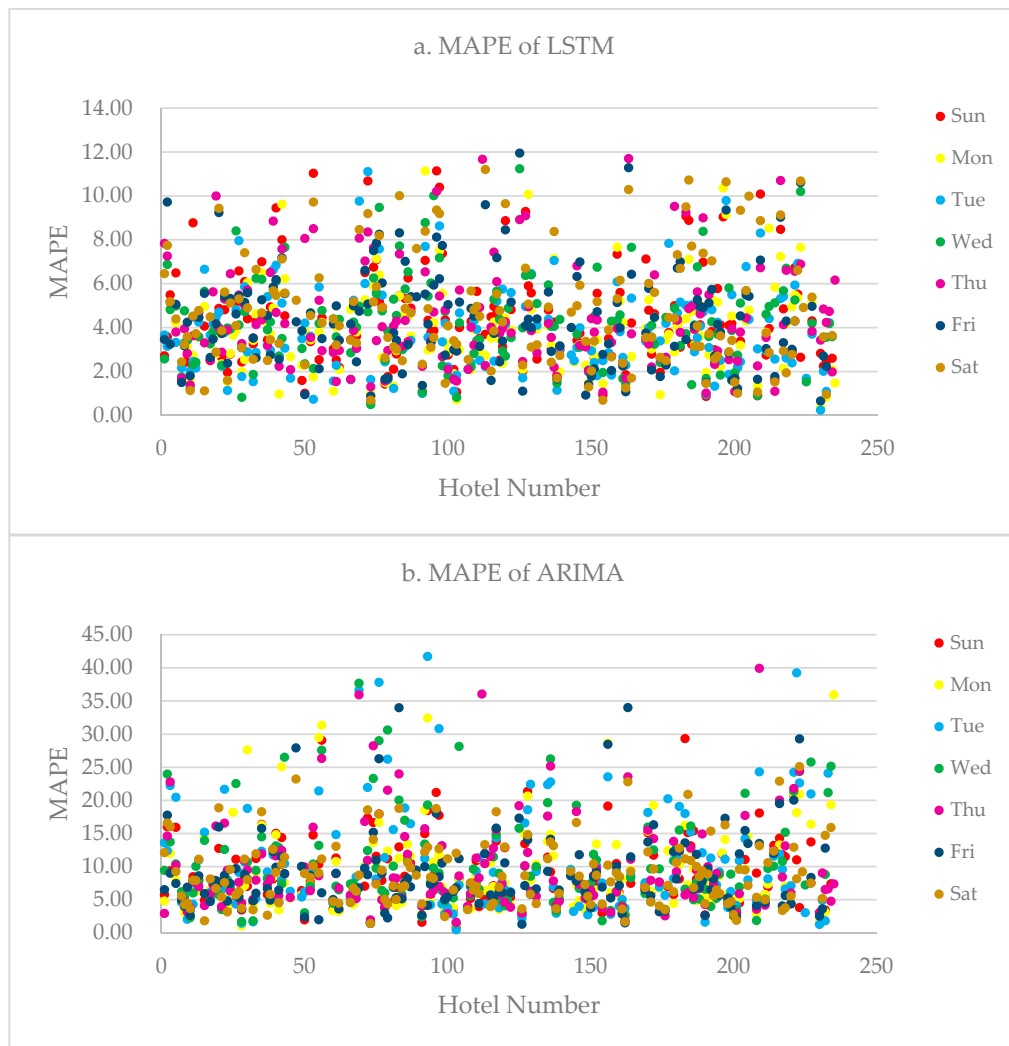 a. MAPE of LSTM
14.00
12.00
10.00
8.00
6.00
4.00
2.00
0.00
MAPE
0 50 100 150 200 250
Hotel Number
Sun
Mon
Tue
Wed
Thu
Fri
Sat
b. MAPE of ARIMA
45.00
40.00
35.00
30.00
25.00
20.00
15.00
10.00
5.00
0.00
MAPE
0 50 100 150 200 250
Hotel Number
Sun
Mon
Tue
Wed
Thu
Fri
Sat